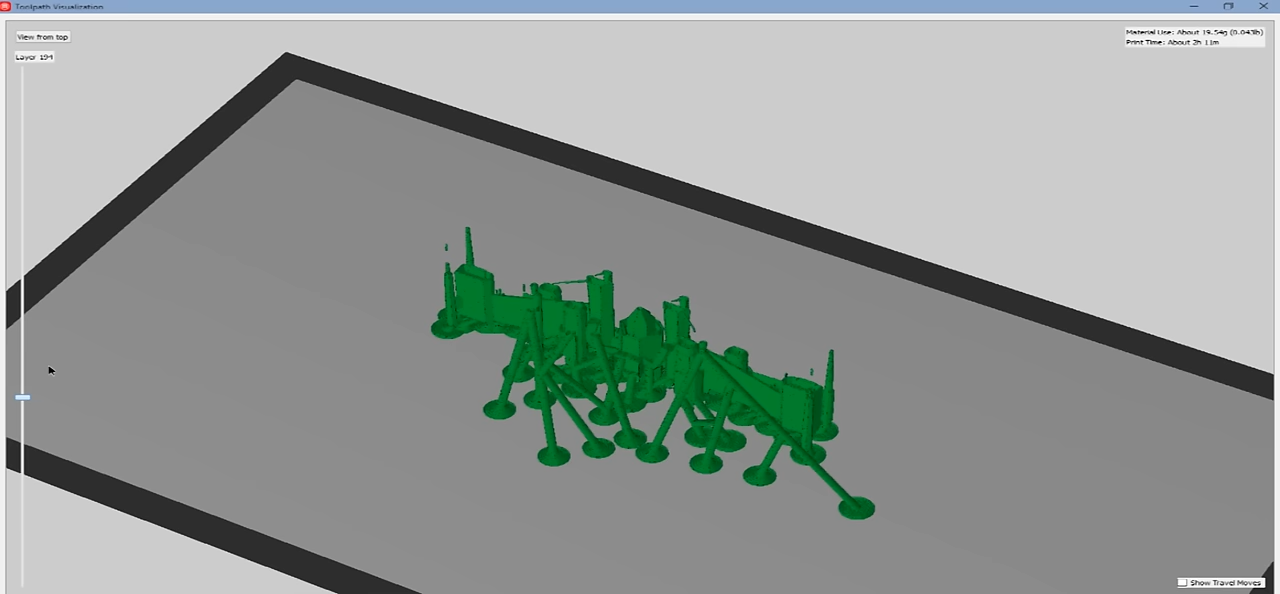 Toolpath Visualization
View from top
Material Use: About 19.54g (0.043lb)
Print Time: About 2h 11m
Layer 194
Show Travel Moves